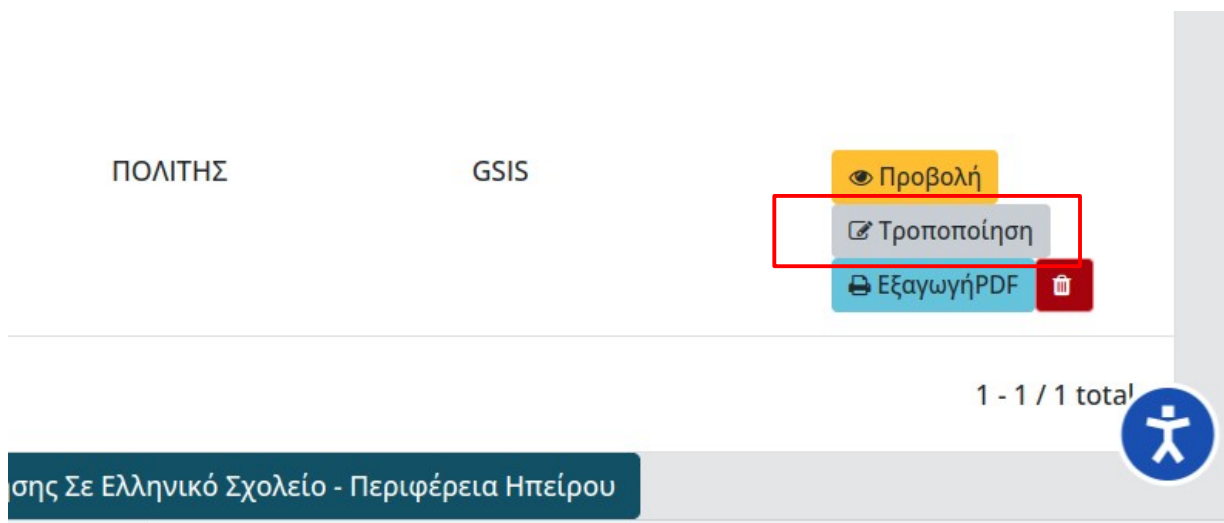 ΠΟΛΙΤΗΣ GSIS Προβολή
Τροποποίηση
ΕξαγωγήPDF
1 - 1 / 1 total
σης Σε Ελληνικό Σχολείο - Περιφέρεια Ηπείρου